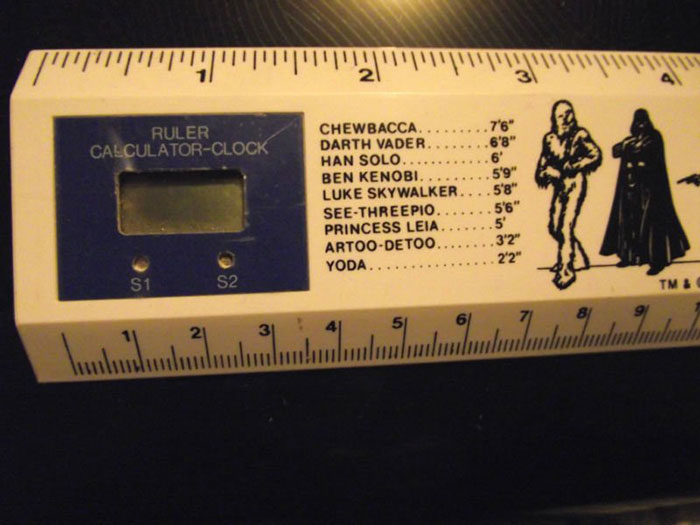 1 2 3 4
RULER
CALCULATOR-CLOCK
S1 S2
CHEWBACCA.........7'6"
DARTH VADER........6'8"
HAN SOLO...........6'
BEN KENOBI.........5'9"
LUKE SKYWALKER....5'8"
SEE-THREEPIO.......5'6"
PRINCESS LEIA.......5'
ARTOO-DETOO.......3'2"
YODA...............2'2"
TM &
1 2 3 4 5 6 7 8 9